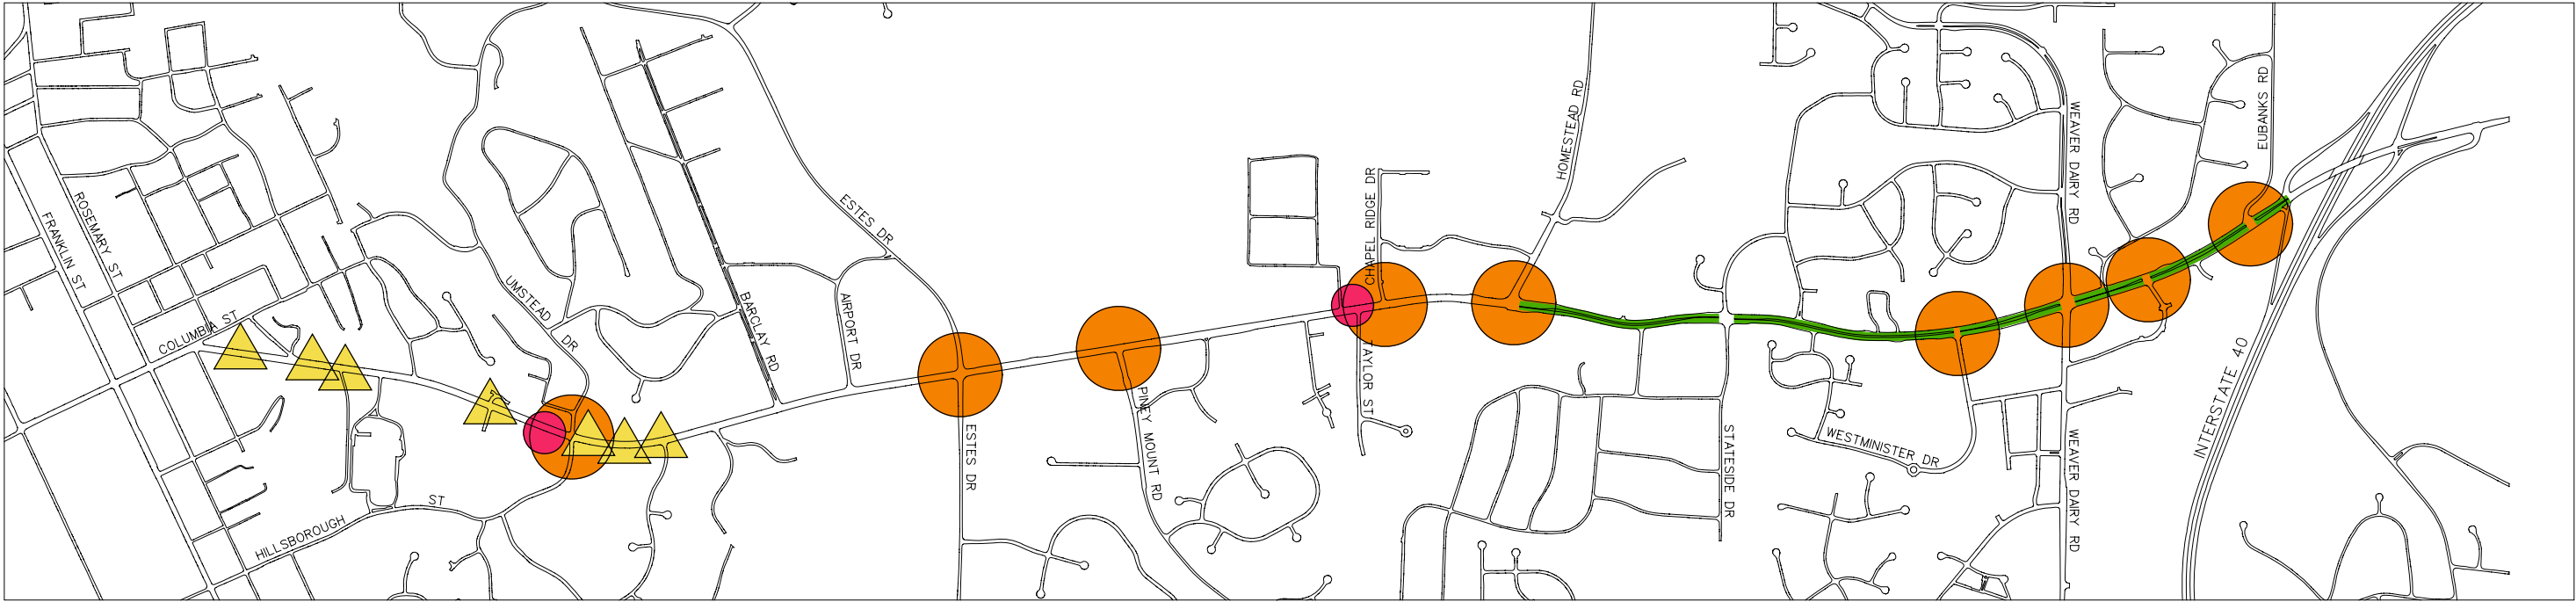 FRANKLIN ST
ROSEMARY ST
COLUMBIA ST
HILLSBOROUGH ST
UMSTEAD DR
BARCLAY RD
AIRPORT DR
ESTES DR
ESTES DR
PINEY MOUNT RD
CHAPEL RIDGE DR
TAYLOR ST
HOMESTEAD RD
STATESIDE DR
WESTMINISTER DR
WEAVER DAIRY RD
WEAVER DAIRY RD
EUBANKS RD
INTERSTATE 40